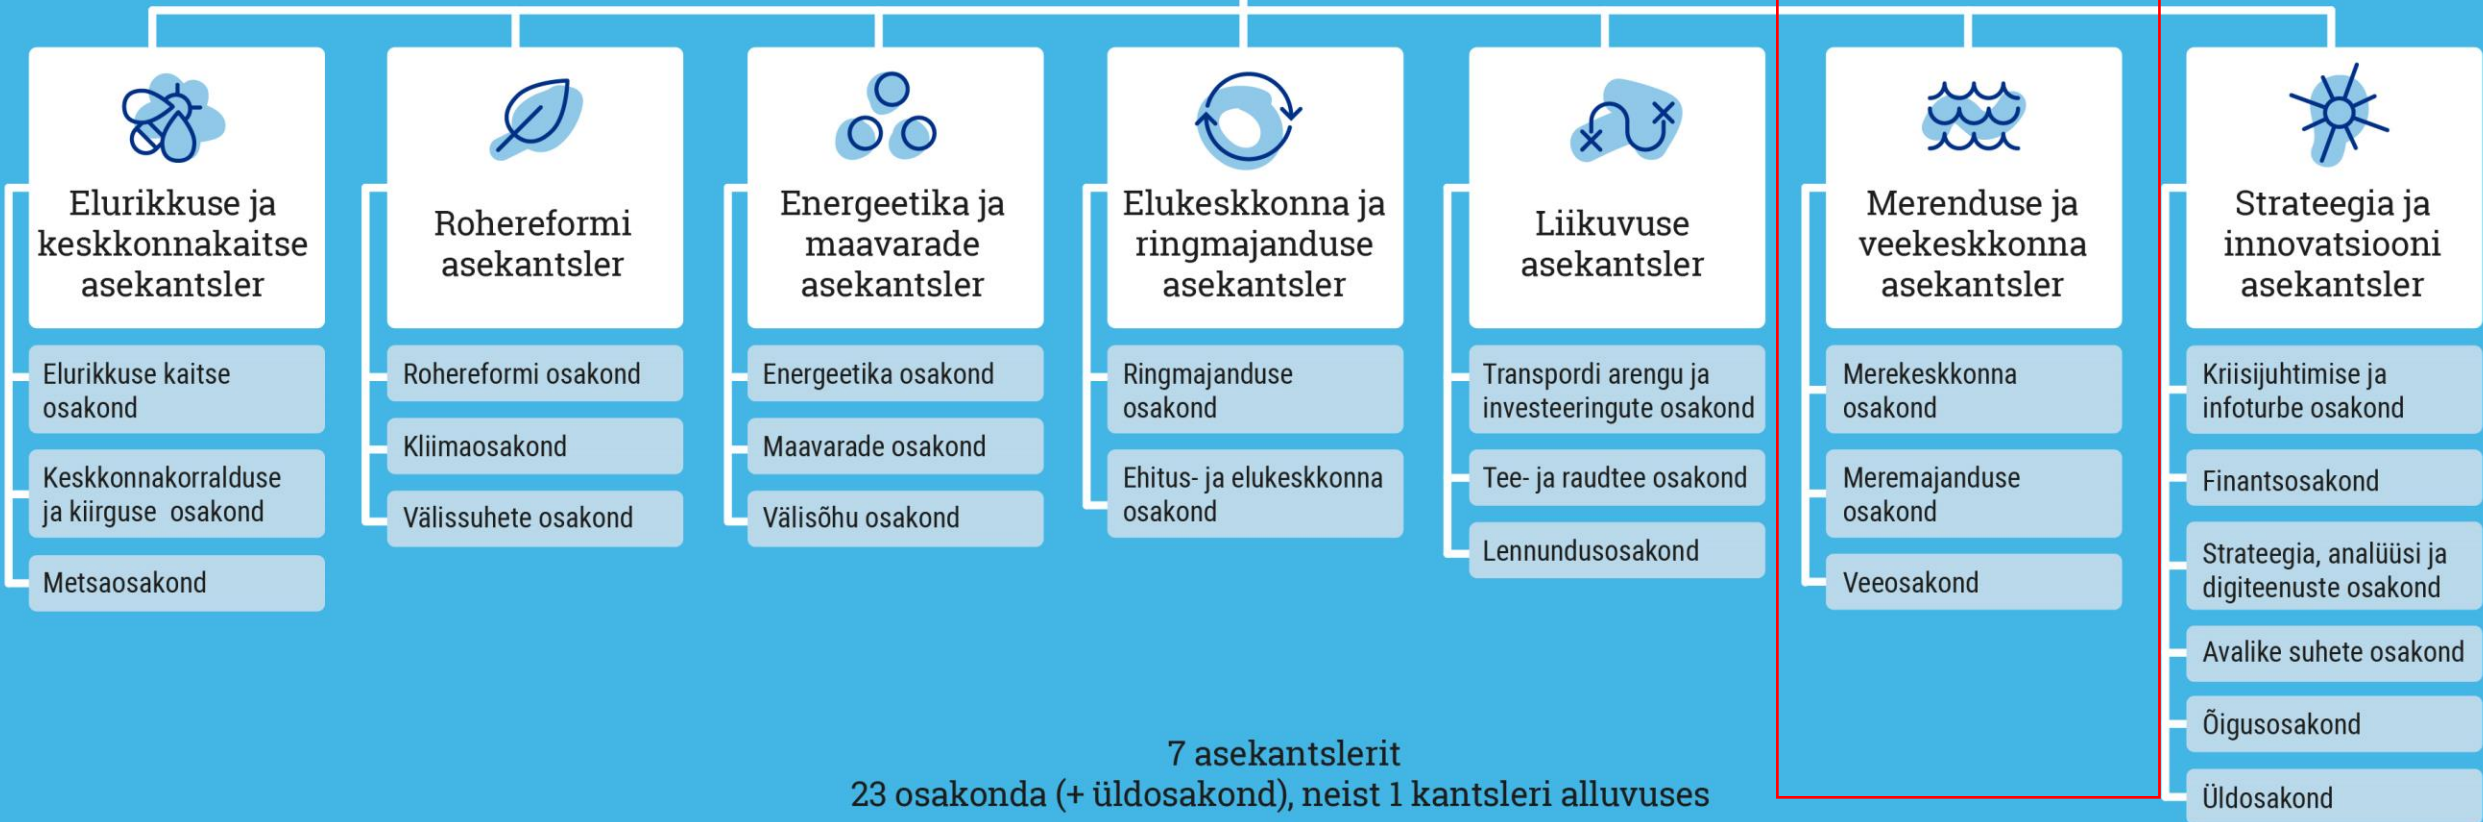 Elurikkuse ja
keskkonnakaitse
asekantsler
Elurikkuse kaitse
osakond
Keskkonnakorralduse
ja kiirguse osakond
Metsaosakond
Rohereformi
asekantsler
Rohereformi osakond
Kliimaosakond
Välissuhete osakond
Energeetika ja
maavarade
asekantsler
Energeetika osakond
Maavarade osakond
Välisõhu osakond
Elukeskkonna ja
ringmajanduse
asekantsler
Ringmajanduse
osakond
Ehitus- ja elukeskkonna
osakond
Liikuvuse
asekantsler
Transpordi arengu ja
investeeringute osakond
Tee- ja raudtee osakond
Lennundusosakond
Merenduse ja
veekeskkonna
asekantsler
Merekeskkonna
osakond
Meremajanduse
osakond
Veeosakond
Strateegia ja
innovatsiooni
asekantsler
Kriisijuhtimise ja
infoturbe osakond
Finantsosakond
Strateegia, analüüsi ja
digiteenuste osakond
Avalike suhete osakond
Õigusosakond
Üldosakond
7 asekantslerit
23 osakonda (+ üldosakond), neist 1 kantsleri alluvuses